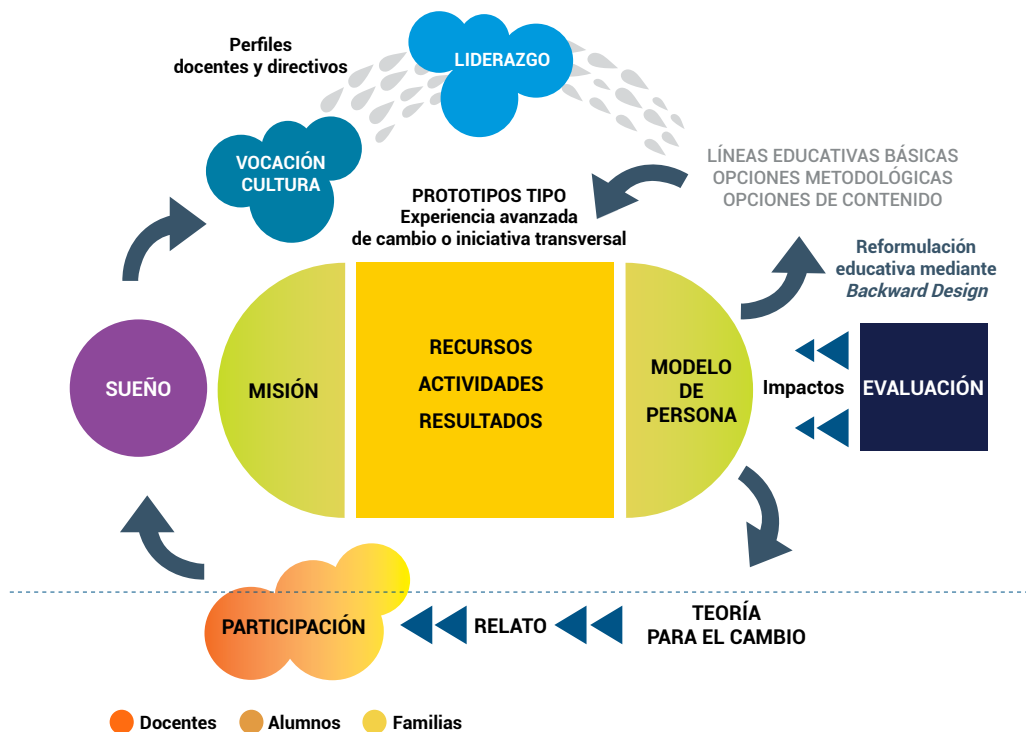 Perfiles
docentes y directivos
LIDERAZGO
VOCACIÓN
CULTURA
LÍNEAS EDUCATIVAS BÁSICAS
OPCIONES METODOLÓGICAS
OPCIONES DE CONTENIDO
PROTOTIPOS TIPO
Experiencia avanzada
de cambio o iniciativa transversal
Reformulación
educativa mediante
Backward Design
SUEÑO
MISIÓN
RECURSOS
ACTIVIDADES
RESULTADOS
MODELO
DE
PERSONA
Impactos
EVALUACIÓN
PARTICIPACIÓN
RELATO
TEORÍA
PARA EL CAMBIO
Docentes
Alumnos
Familias